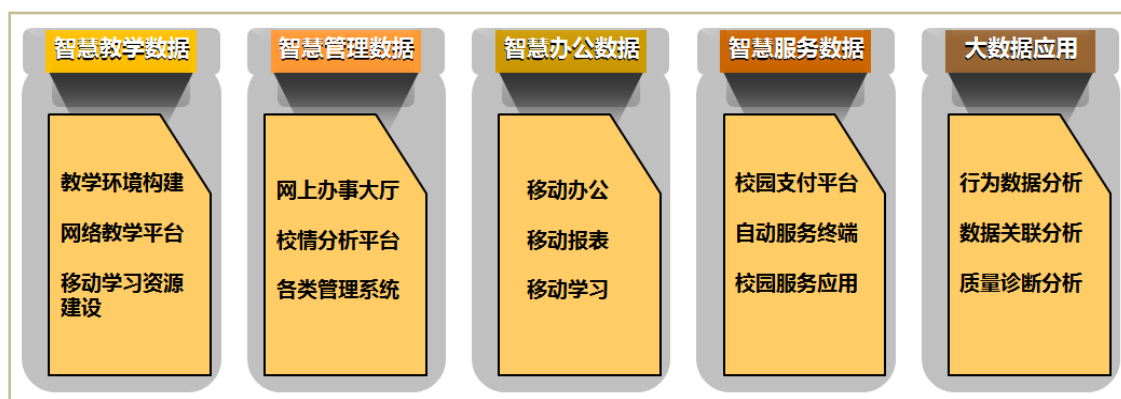 智慧教学数据
教学环境构建
网络教学平台
移动学习资源
建设
智慧管理数据
网上办事大厅
校情分析平台
各类管理系统
智慧办公数据
移动办公
移动报表
移动学习
智慧服务数据
校园支付平台
自动服务终端
校园服务应用
大数据应用
行为数据分析
数据关联分析
质量诊断分析